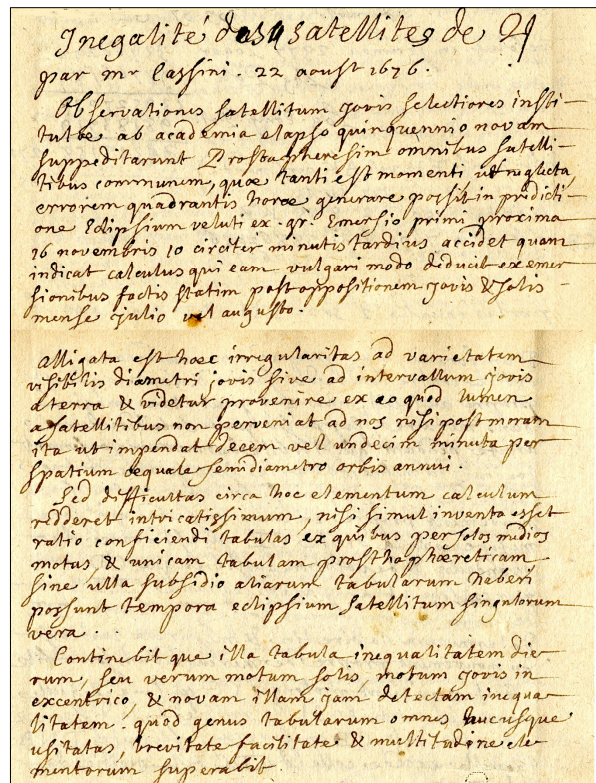 Inegalité des 4 satellites de ♃
par mr Cassini. 22 aoust 1676.
Observationes satellitum Jovis selectiores insti-
tutae ab academia elapso quinquennio novam
suppeditarunt Prostapheresim omnibus satelli-
tibus communem, quae tanti est momenti ut neglecta
errorem quadrantis horae generare possit in predicti-
one Eclipsium veluti ex. gr. Emersio primi proxima
16 novembris 10 circiter minutis tardius accidet quam
indicat calculus qui eam vulgari modo deducit ex emer
sionibus factis statim post oppositionem Jovis & solis
mense Julio vel augusto.
alligata est haec irregularitas ad varietatem
visibilis diametri Jovis sive ad intervallum Jovis
a terra & videtur provenire ex eo quod lumen
a satellitibus non perveniat ad nos nisi post moram
ita ut impendat decem vel undecim minuta per
spatium aequale semidiametro orbis annui.
Sed difficultas circa hoc elementum calculum
redderet intricatissimum, nisi simul inventa esset
ratio conficiendi tabulas ex quibus per solos medios
motus, & unicam tabulam prosthaphaereticam
sine ulla subsidio aliarum tabularum haberi
possunt tempora eclipsium satellitum singulorum
vera.
Continebit que illa tabula inequalitatem die
rum, seu verum motum solis, motum Jovis in
excentrico, & novam illam jam detectam inequa
litatem quod genus tabularum omnes hucusque
usitatas, brevitate facilitate & multitudine ele
mentorum superabit